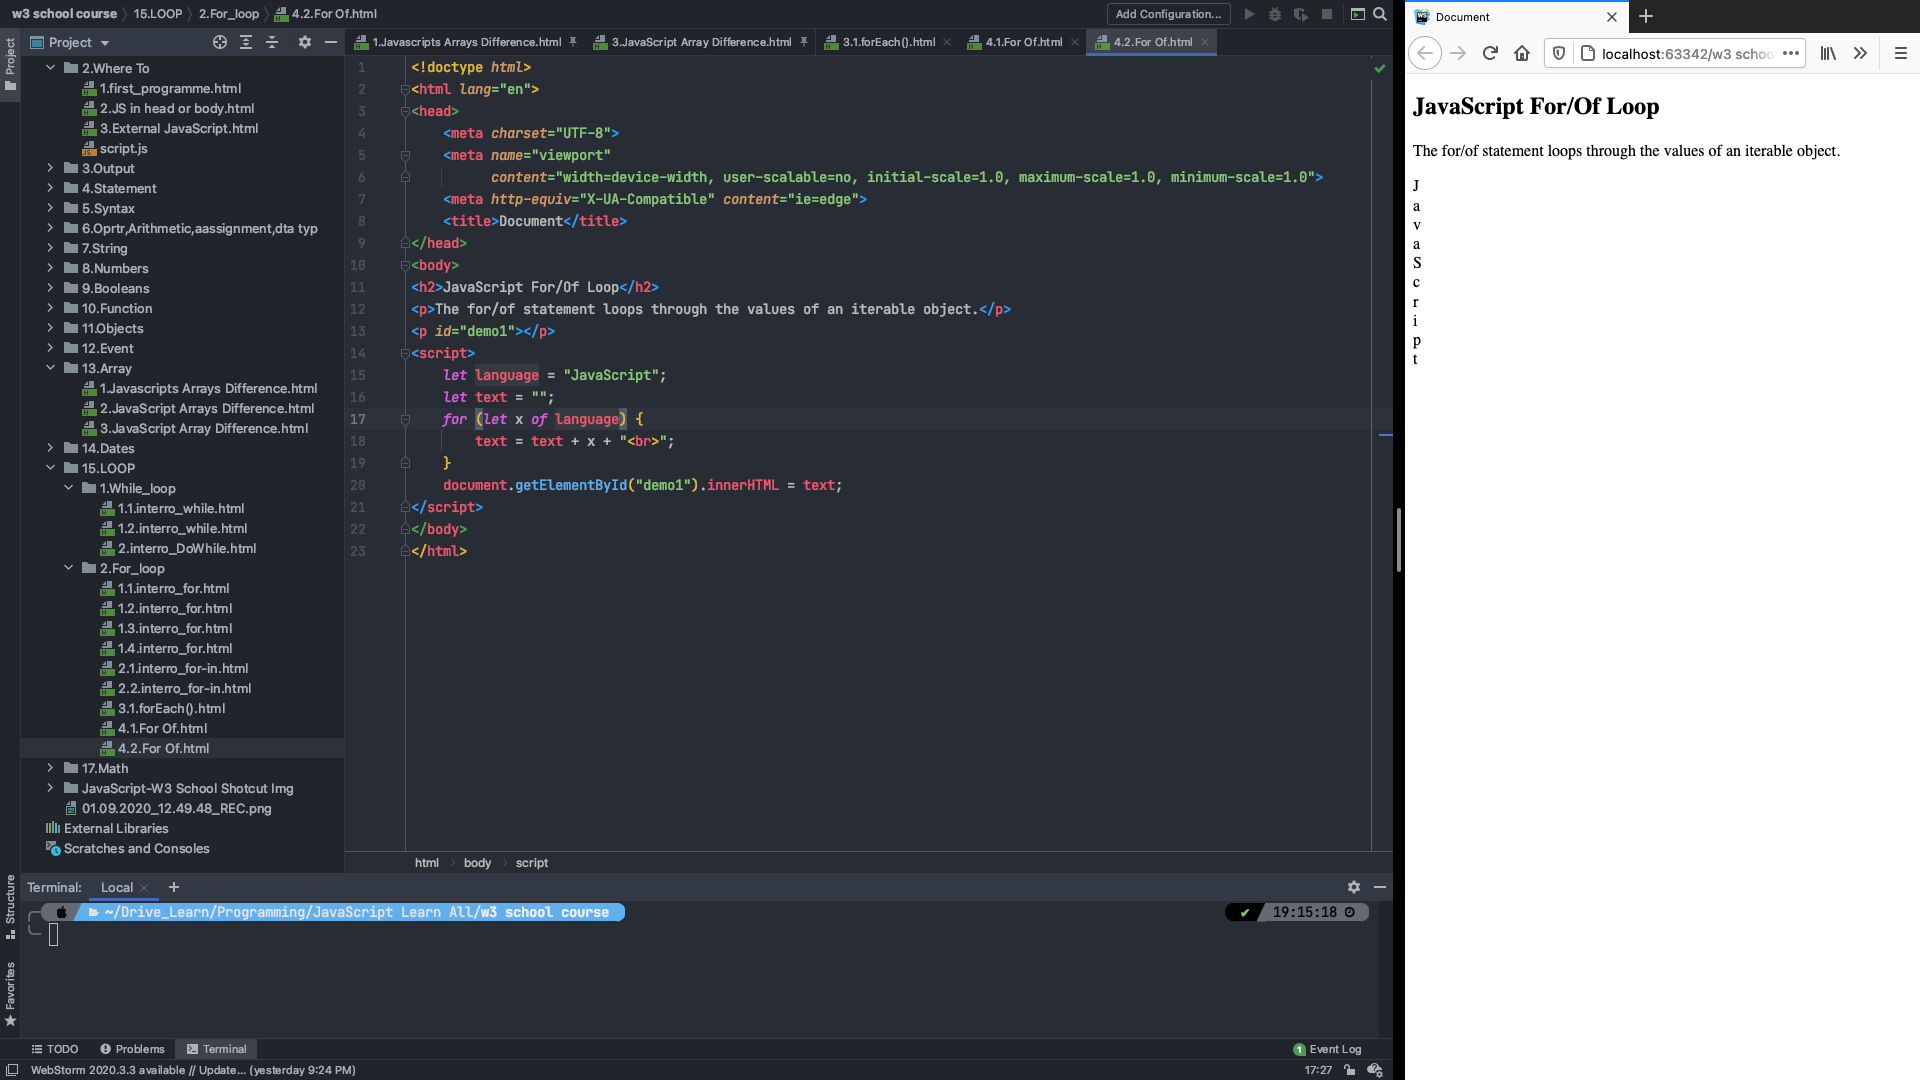 w3 school course 15.LOOP 2.For_loop 4.2.For Of.html
Add Configuration...
Project
1.Javascripts Arrays Difference.html 3.JavaScript Array Difference.html 3.1.forEach().html 4.1.For Of.html 4.2.For Of.html
Project
2.Where To
1.first_programme.html
2.JS in head or body.html
3.External JavaScript.html
script.js
3.Output
4.Statement
5.Syntax
6.Oprtr,Arithmetic,aassignment,dta typ
7.String
8.Numbers
9.Booleans
10.Function
11.Objects
12.Event
13.Array
1.Javascripts Arrays Difference.html
2.JavaScript Arrays Difference.html
3.JavaScript Array Difference.html
14.Dates
15.LOOP
1.While_loop
1.1.interro_while.html
1.2.interro_while.html
2.interro_DoWhile.html
2.For_loop
1.1.interro_for.html
1.2.interro_for.html
1.3.interro_for.html
1.4.interro_for.html
2.1.interro_for-in.html
2.2.interro_for-in.html
3.1.forEach().html
4.1.For Of.html
4.2.For Of.html
17.Math
JavaScript-W3 School Shotcut Img
01.09.2020_12.49.48_REC.png
External Libraries
Scratches and Consoles
1 <!doctype html>
2 <html lang="en">
3 <head>
4 <meta charset="UTF-8">
5 <meta name="viewport"
6 content="width=device-width, user-scalable=no, initial-scale=1.0, maximum-scale=1.0, minimum-scale=1.0">
7 <meta http-equiv="X-UA-Compatible" content="ie=edge">
8 <title>Document</title>
9 </head>
10 <body>
11 <h2>JavaScript For/Of Loop</h2>
12 <p>The for/of statement loops through the values of an iterable object.</p>
13 <p id="demo1"></p>
14 <script>
15 let language = "JavaScript";
16 let text = "";
17 for (let x of language) {
18 text = text + x + "<br>";
19 }
20 document.getElementById("demo1").innerHTML = text;
21 </script>
22 </body>
23 </html>
html body script
Terminal: Local
~/Drive_Learn/Programming/JavaScript Learn All/w3 school course
19:15:18
Structure
Favorites
TODO Problems Terminal
1 Event Log
WebStorm 2020.3.3 available // Update... (yesterday 9:24 PM)
17:27
Document
localhost:63342/w3 schoo
JavaScript For/Of Loop
The for/of statement loops through the values of an iterable object.
J
a
v
a
S
c
r
i
p
t